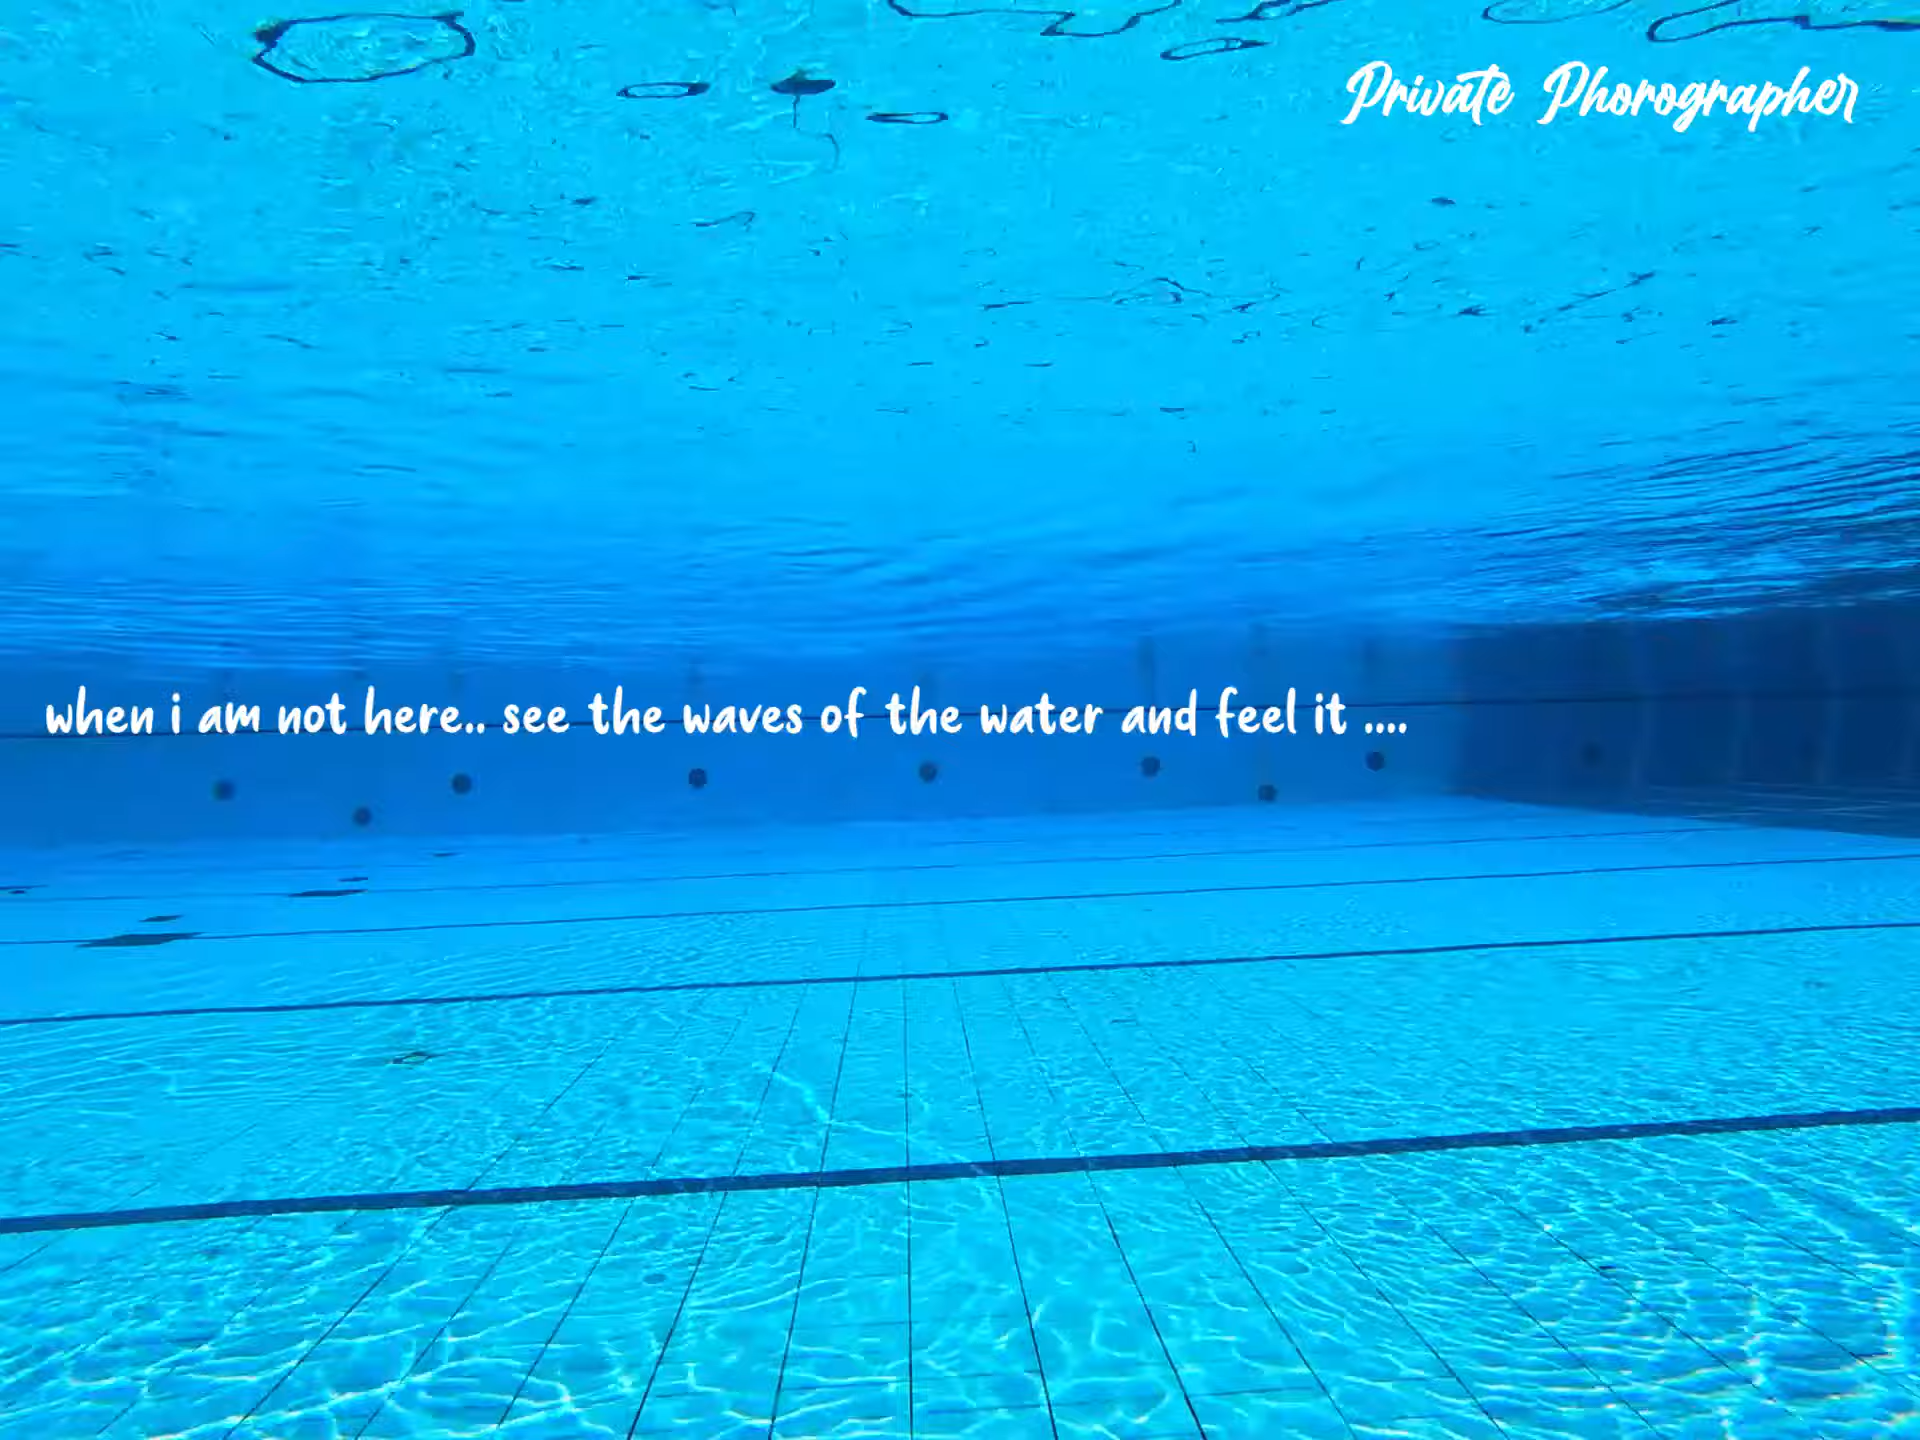 Private Phorographer
when i am not here.. see the waves of the water and feel it ....